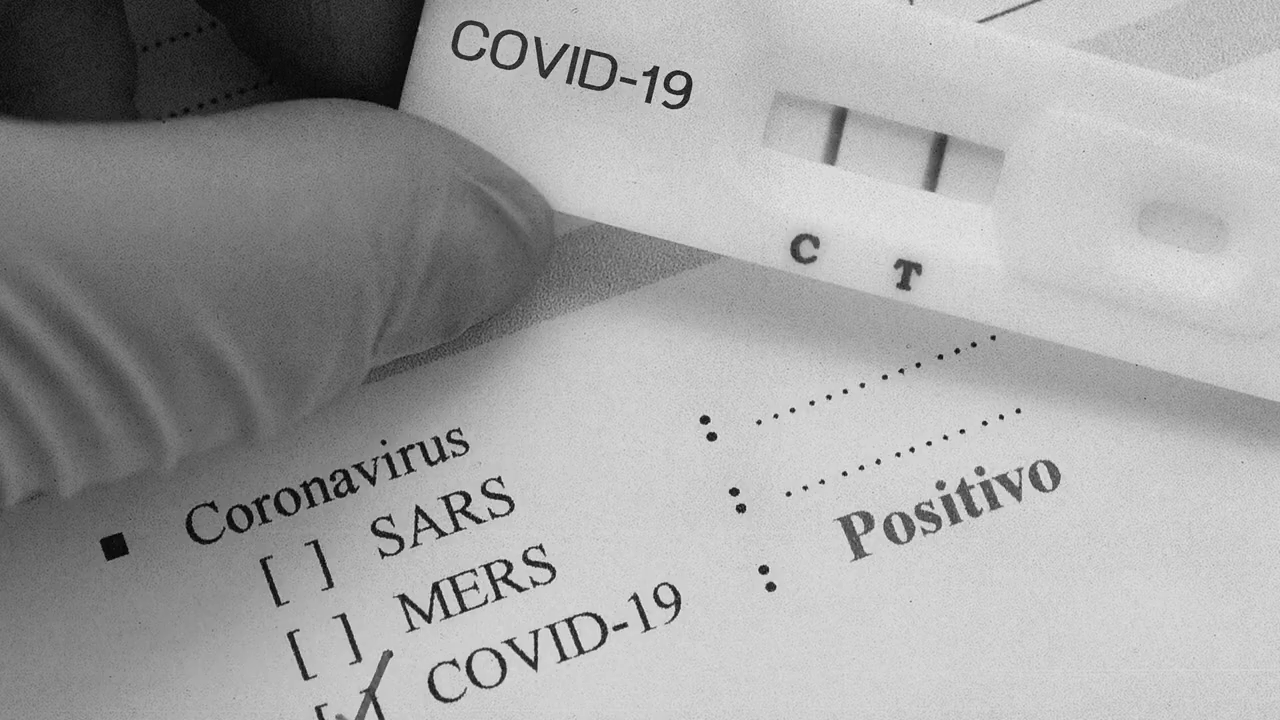 COVID-19
C T
■ Coronavirus
[ ] SARS : ..............
[ ] MERS : ..............
[✓] COVID-19 : Positivo